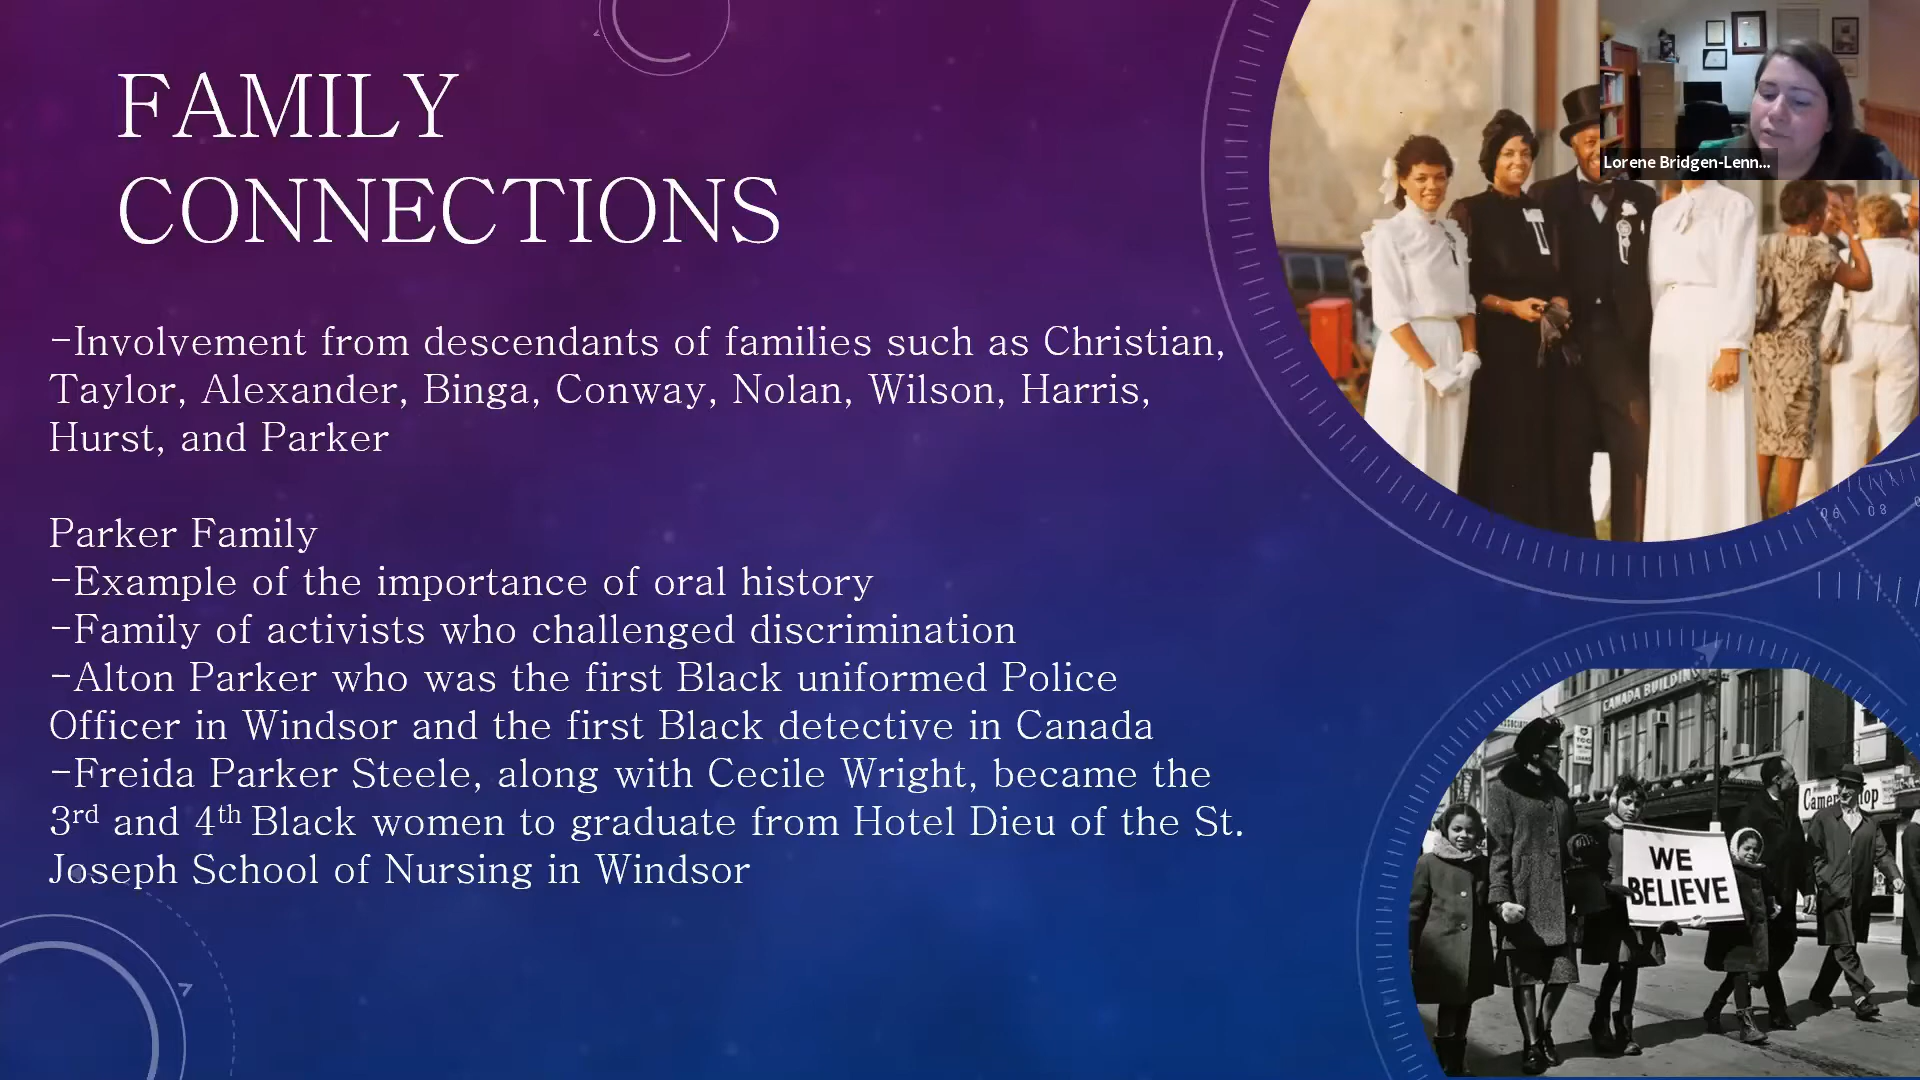 FAMILY
CONNECTIONS
-Involvement from descendants of families such as Christian,
Taylor, Alexander, Binga, Conway, Nolan, Wilson, Harris,
Hurst, and Parker
Parker Family
-Example of the importance of oral history
-Family of activists who challenged discrimination
-Alton Parker who was the first Black uniformed Police
Officer in Windsor and the first Black detective in Canada
-Freida Parker Steele, along with Cecile Wright, became the
3rd and 4th Black women to graduate from Hotel Dieu of the St.
Joseph School of Nursing in Windsor
Lorene Bridgen-Lenn...
06 08
CANADA BUILDING
WE
BELIEVE